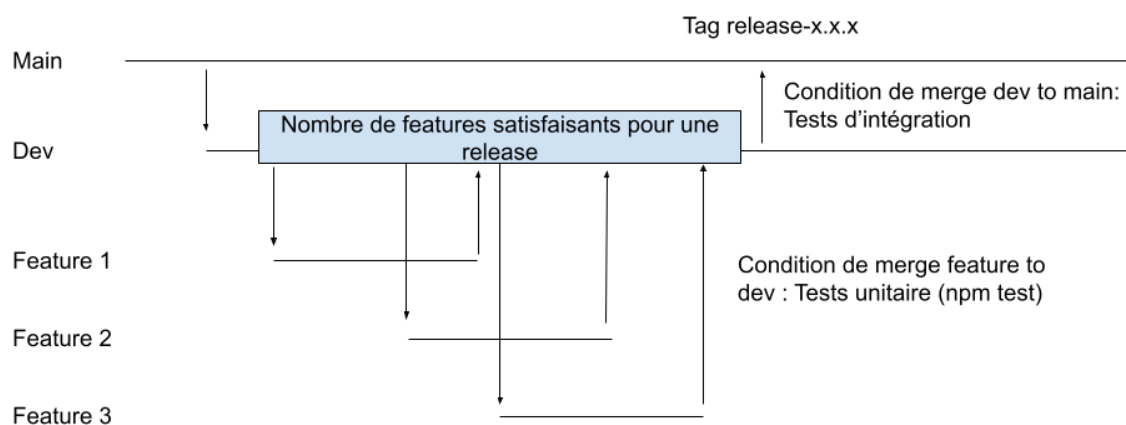 Tag release-x.x.x
Main
Condition de merge dev to main:
Tests d'intégration
Nombre de features satisfaisants pour une
release
Dev
Feature 1
Condition de merge feature to
dev : Tests unitaire (npm test)
Feature 2
Feature 3